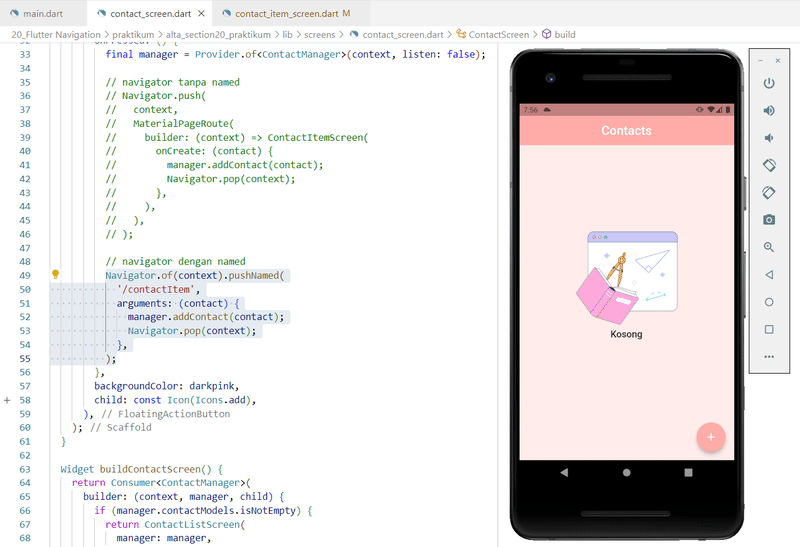 main.dart
contact_screen.dart
contact_item_screen.dart M
20_Flutter Navigation > praktikum > alta_section20_praktikum > lib > screens > contact_screen.dart > ContactScreen > build
33 final manager = Provider.of<ContactManager>(context, listen: false);
34
35 // navigator tanpa named
36 // Navigator.push(
37 //   context,
38 //   MaterialPageRoute(
39 //     builder: (context) => ContactItemScreen(
40 //       onCreate: (contact) {
41 //         manager.addContact(contact);
42 //         Navigator.pop(context);
43 //       },
44 //     ),
45 //   ),
46 // );
47
48 // navigator dengan named
49 Navigator.of(context).pushNamed(
50   '/contactItem',
51   arguments: (contact) {
52     manager.addContact(contact);
53     Navigator.pop(context);
54   },
55 );
56 },
57 backgroundColor: darkpink,
58 child: const Icon(Icons.add),
59 ), // FloatingActionButton
60 ); // Scaffold
61 }
62
63 Widget buildContactScreen() {
64   return Consumer<ContactManager>(
65     builder: (context, manager, child) {
66       if (manager.contactModels.isNotEmpty) {
67         return ContactListScreen(
68           manager: manager,
7:56
Contacts
Kosong